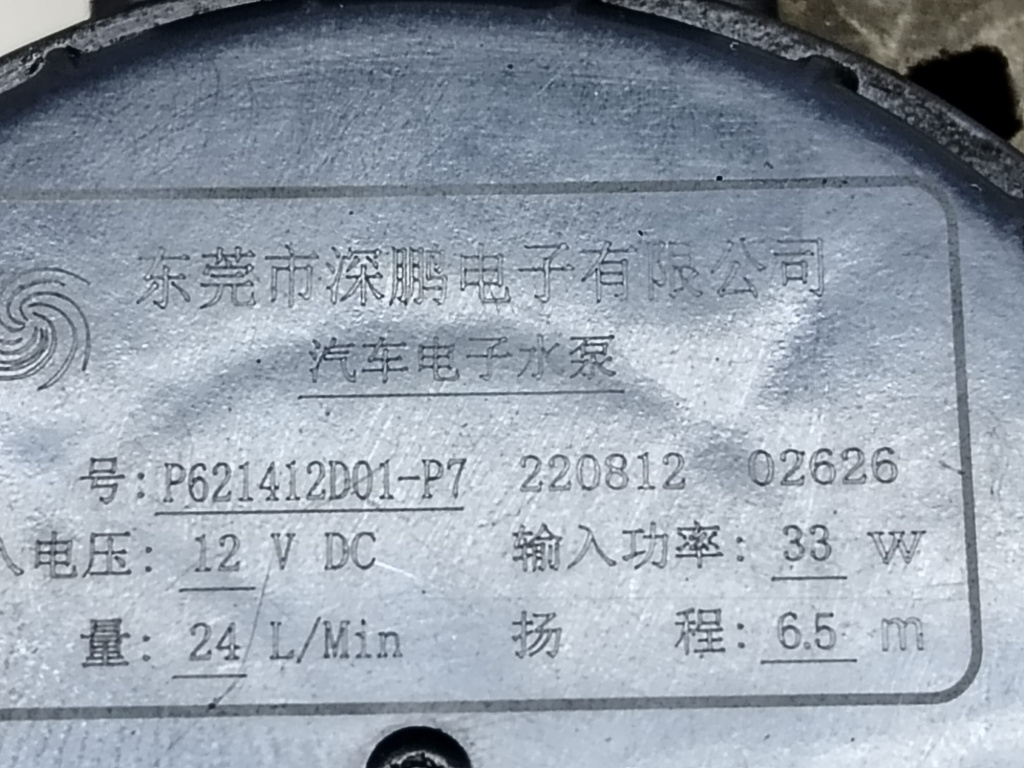 东莞市深鹏电子有限公司
汽车电子水泵
号: P621412D01-P7 220812 02626
入电压: 12 V DC 输入功率: 33 W
量: 24 L/Min 扬 程: 6.5 m